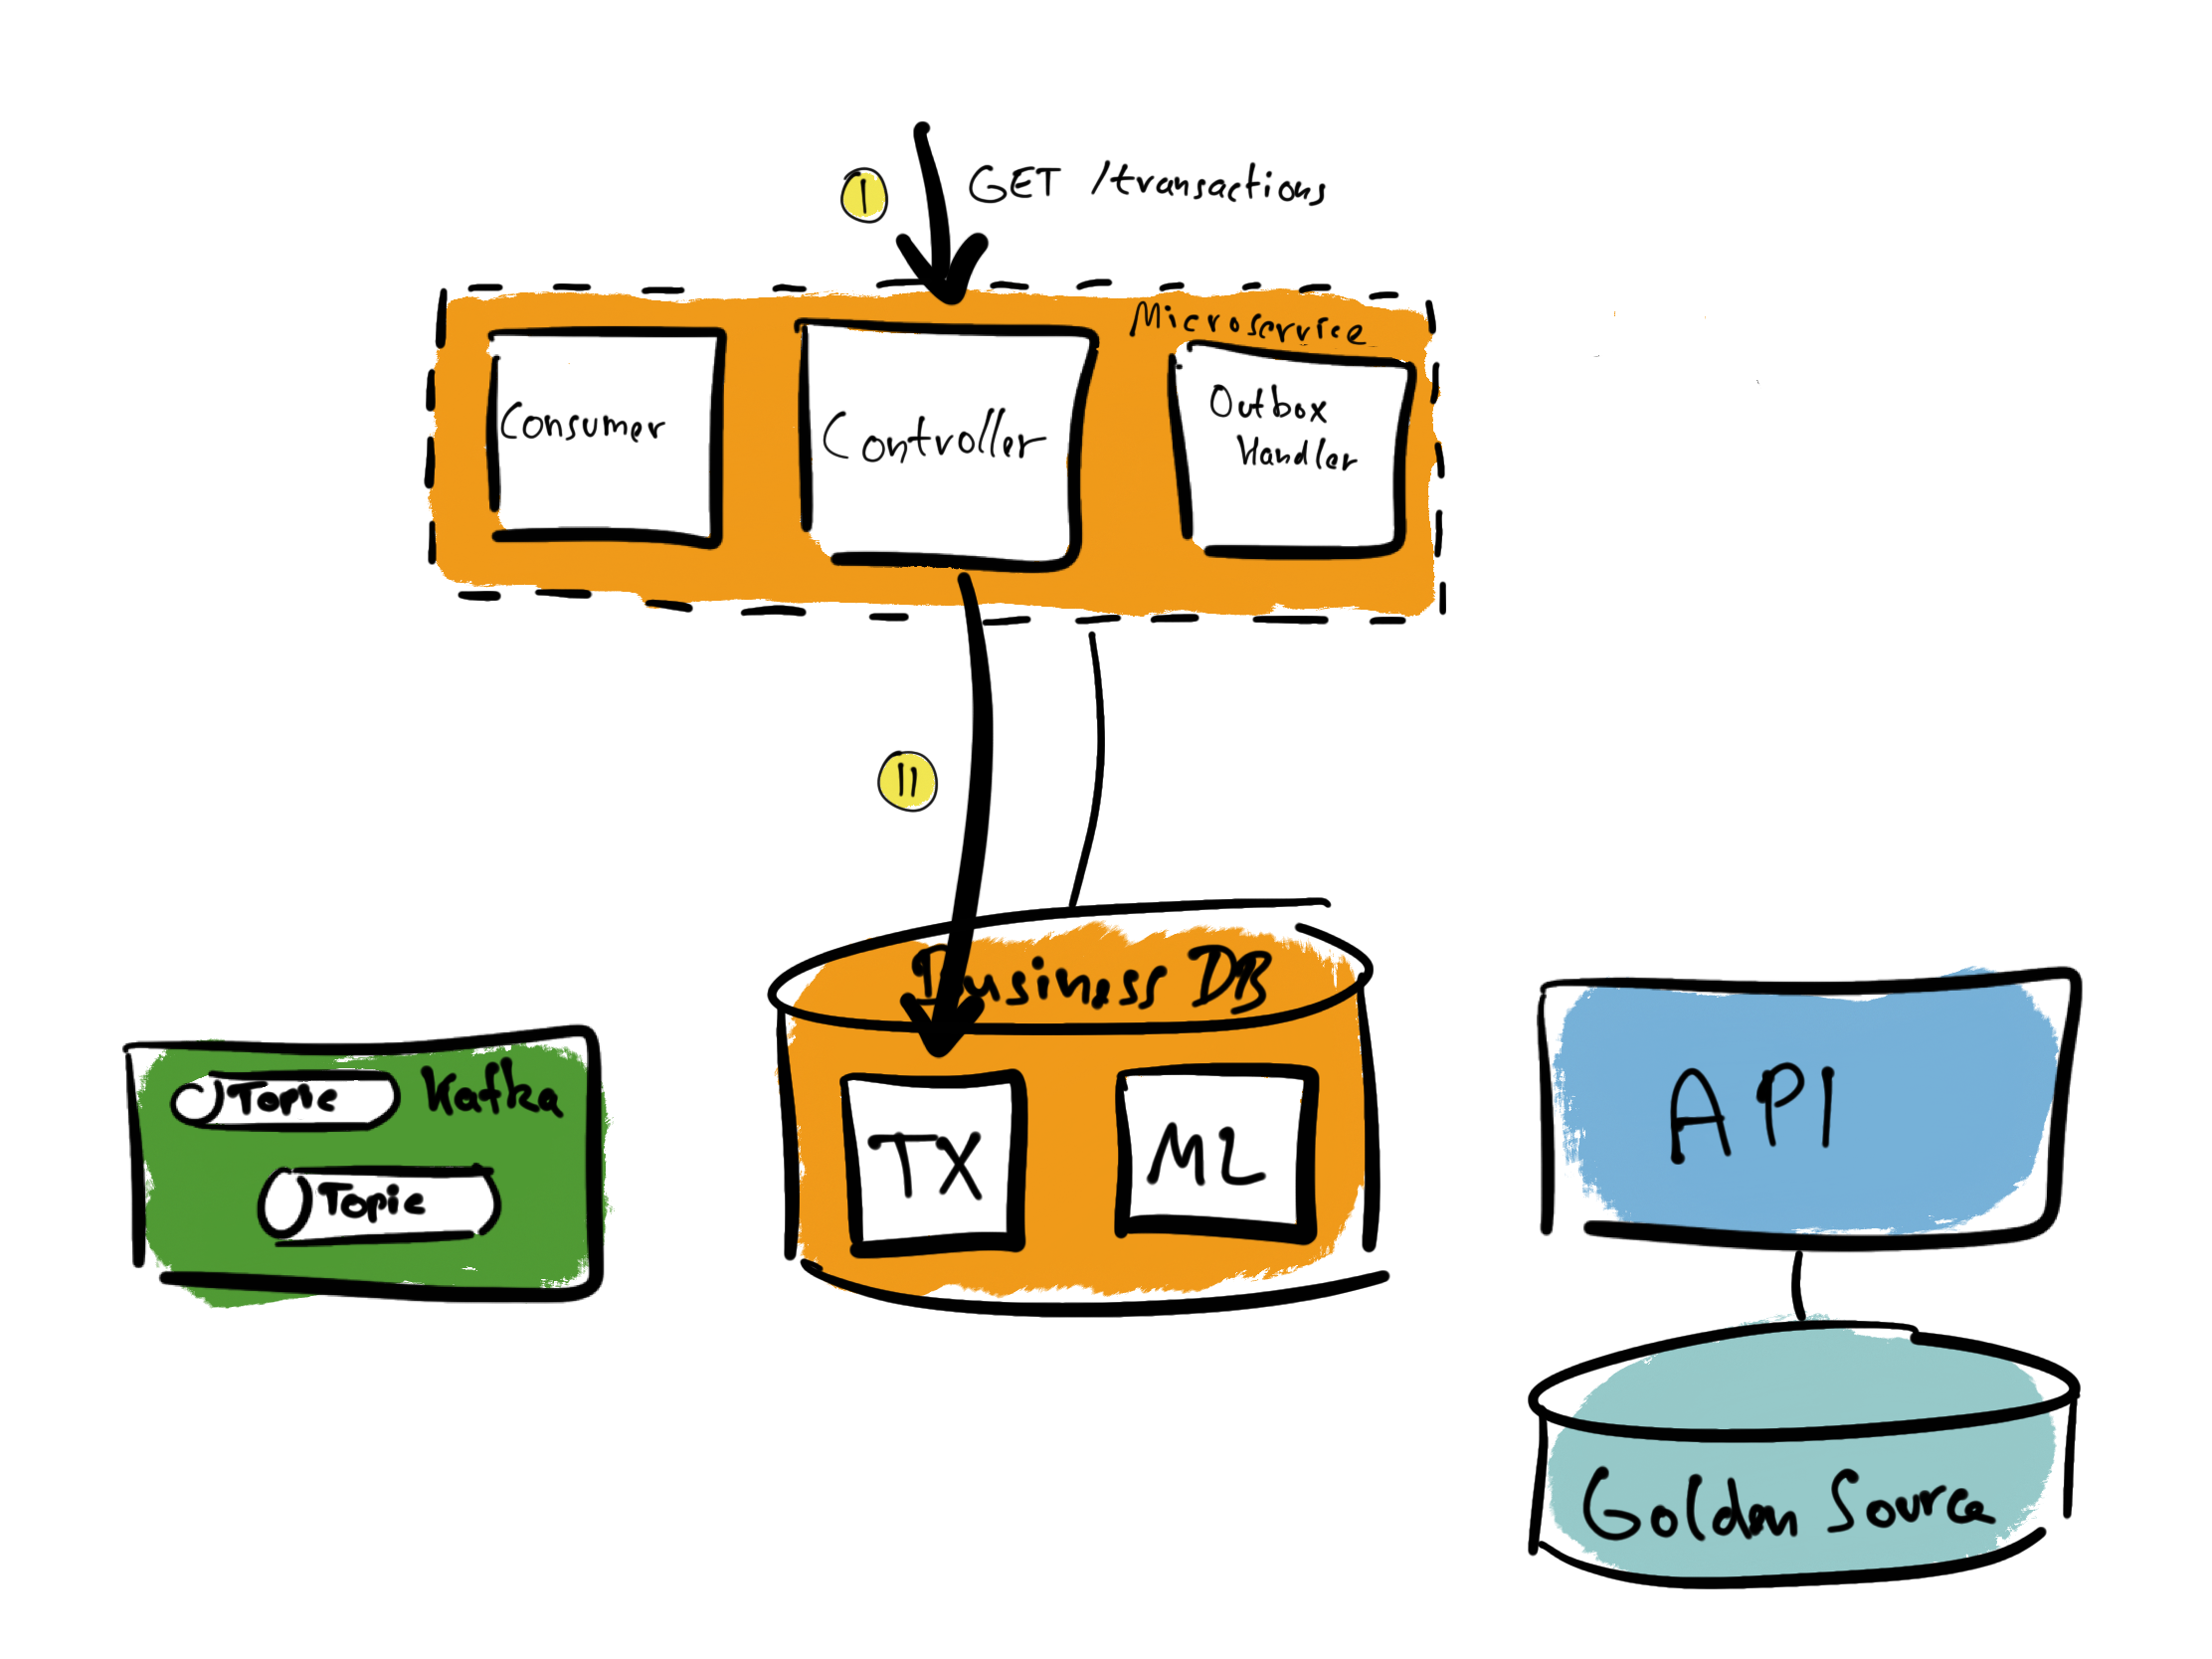 I
GET /transactions
Microservice
Consumer
Controller
Outbox
Handler
II
Business DB
TX
ML
Topic
Kafka
Topic
API
Golden Source